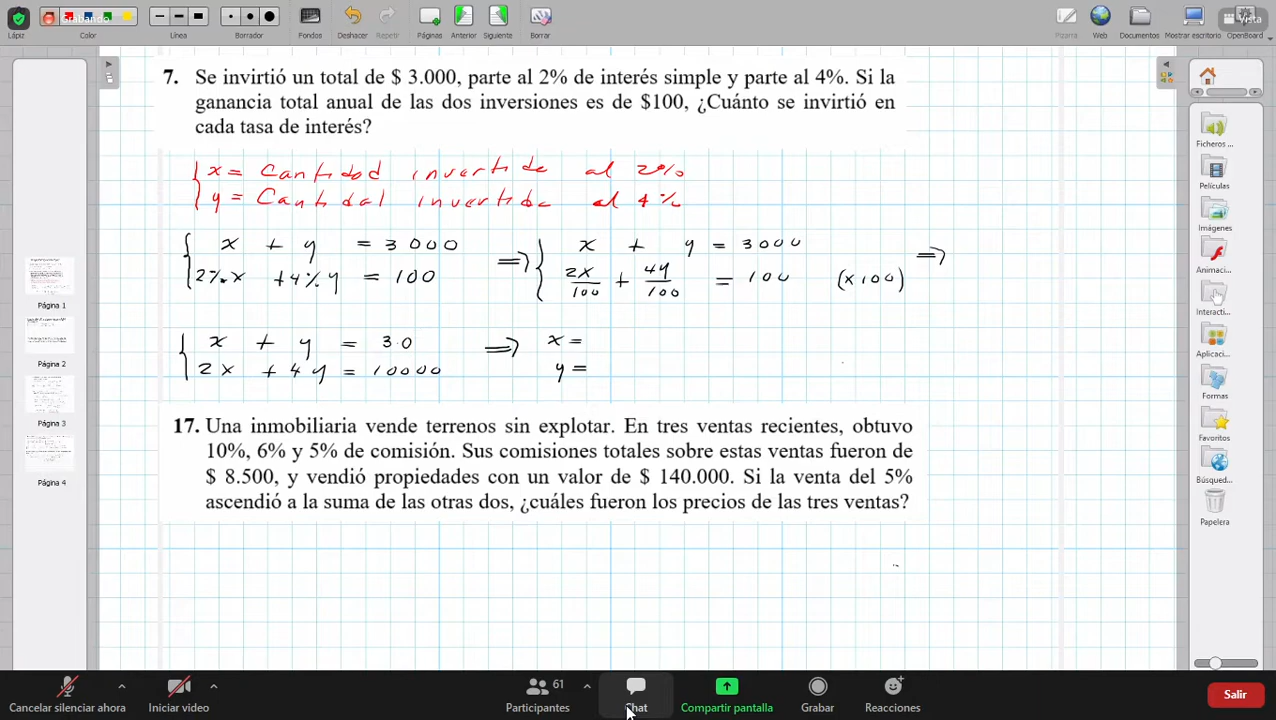 Grabando
Vista
Lápiz
Color
Línea
Borrador
Fondos
Deshacer
Repetir
Páginas
Anterior
Siguiente
Borrar
Pizarra
Web
Documentos
Mostrar escritorio
OpenBoard
7. Se invirtió un total de $ 3.000, parte al 2% de interés simple y parte al 4%. Si la
ganancia total anual de las dos inversiones es de $100, ¿Cuánto se invirtió en
cada tasa de interés?
x = Cantidad invertida al 2%
y = Cantidad invertida al 4%
x + y = 3000
2%.x + 4% y = 100
=>
x + y = 3000
2x/100 + 4y/100 = 100 (x100)
=>
x + y = 3.0
2x + 4y = 10000
=>
x =
y =
17. Una inmobiliaria vende terrenos sin explotar. En tres ventas recientes, obtuvo
10%, 6% y 5% de comisión. Sus comisiones totales sobre estas ventas fueron de
$ 8.500, y vendió propiedades con un valor de $ 140.000. Si la venta del 5%
ascendió a la suma de las otras dos, ¿cuáles fueron los precios de las tres ventas?
Página 1
Página 2
Página 3
Página 4
Ficheros ...
Películas
Imágenes
Animaci...
Interacti...
Aplicaci...
Formas
Favoritos
Búsqued...
Papelera
Cancelar silenciar ahora
Iniciar video
61
Participantes
Chat
Compartir pantalla
Grabar
Reacciones
Salir